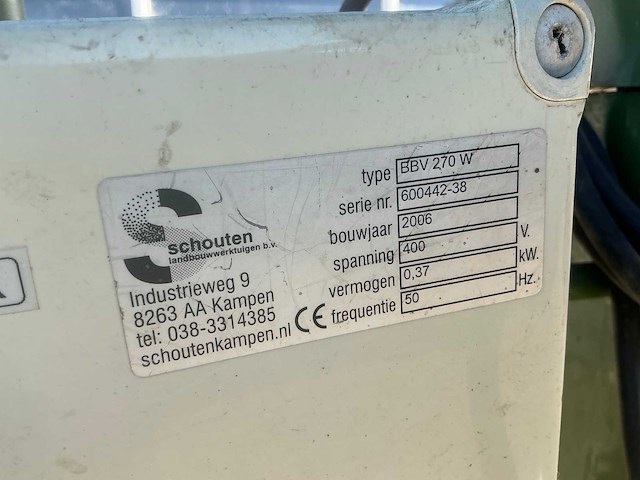 schouten
landbouwwerktuigen b.v.
Industrieweg 9
8263 AA Kampen
tel: 038-3314385
schoutenkampen.nl
CE
type BBV 270 W
serie nr. 600442-38
bouwjaar 2006
spanning 400 V.
vermogen 0,37 kW.
frequentie 50 Hz.